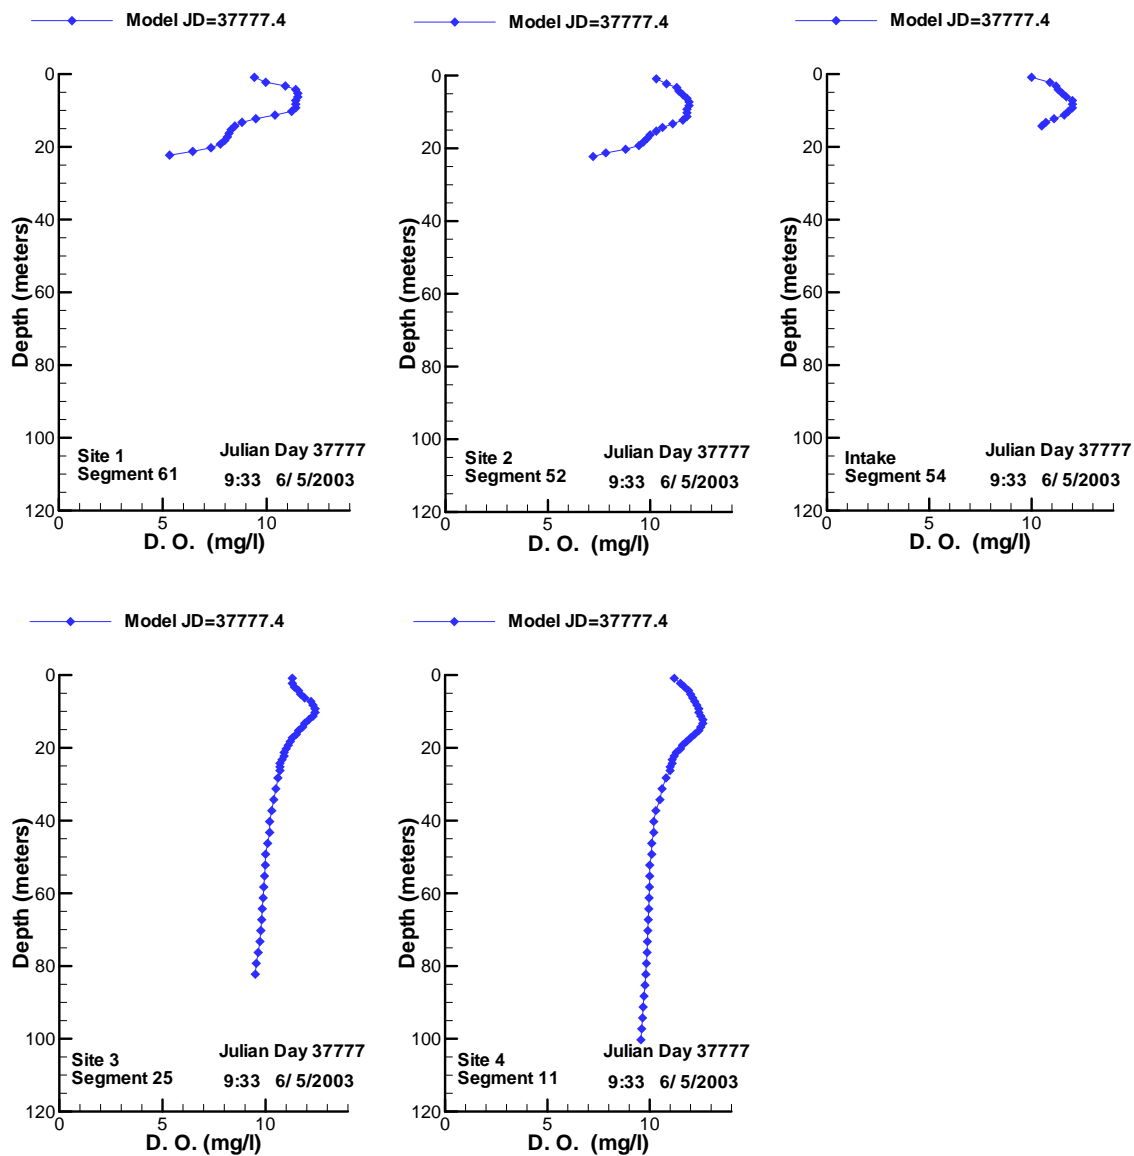 Model JD=37777.4
0
20
40
60
80
100
120
Depth (meters)
Site 1
Segment 61
Julian Day 37777
9:33 6/ 5/2003
0 5 10
D. O. (mg/l)
Model JD=37777.4
0
20
40
60
80
100
120
Depth (meters)
Site 2
Segment 52
Julian Day 37777
9:33 6/ 5/2003
0 5 10
D. O. (mg/l)
Model JD=37777.4
0
20
40
60
80
100
120
Depth (meters)
Intake
Segment 54
Julian Day 37777
9:33 6/ 5/2003
0 5 10
D. O. (mg/l)
Model JD=37777.4
0
20
40
60
80
100
120
Depth (meters)
Site 3
Segment 25
Julian Day 37777
9:33 6/ 5/2003
0 5 10
D. O. (mg/l)
Model JD=37777.4
0
20
40
60
80
100
120
Depth (meters)
Site 4
Segment 11
Julian Day 37777
9:33 6/ 5/2003
0 5 10
D. O. (mg/l)